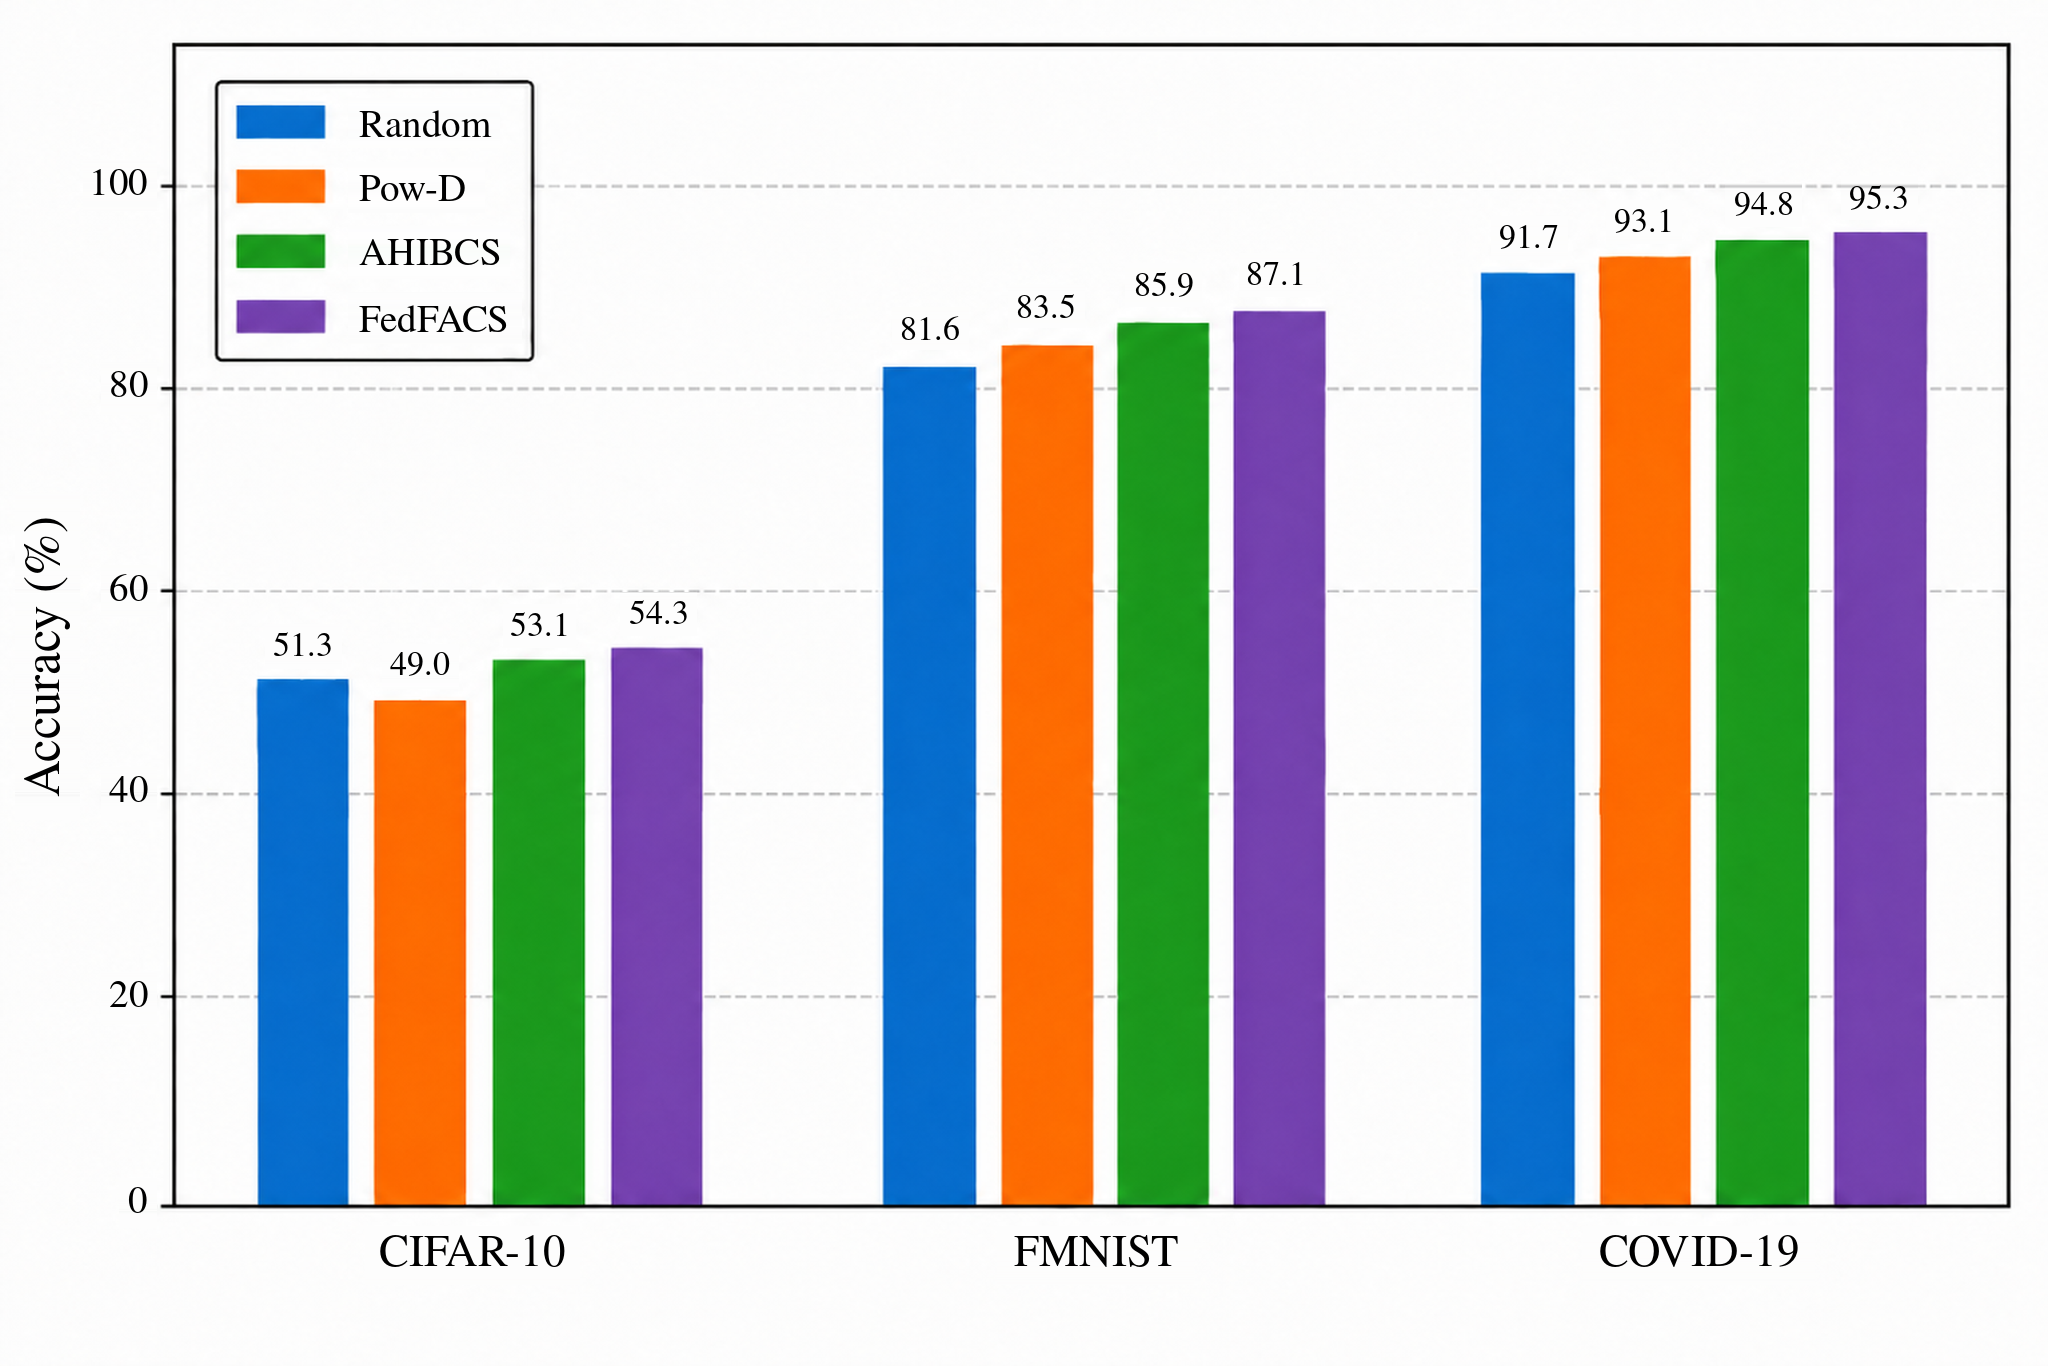 Random
Pow-D
AHIBCS
FedFACS
Accuracy (%)
100
80
60
40
20
0
51.3
49.0
53.1
54.3
81.6
83.5
85.9
87.1
91.7
93.1
94.8
95.3
CIFAR-10
FMNIST
COVID-19